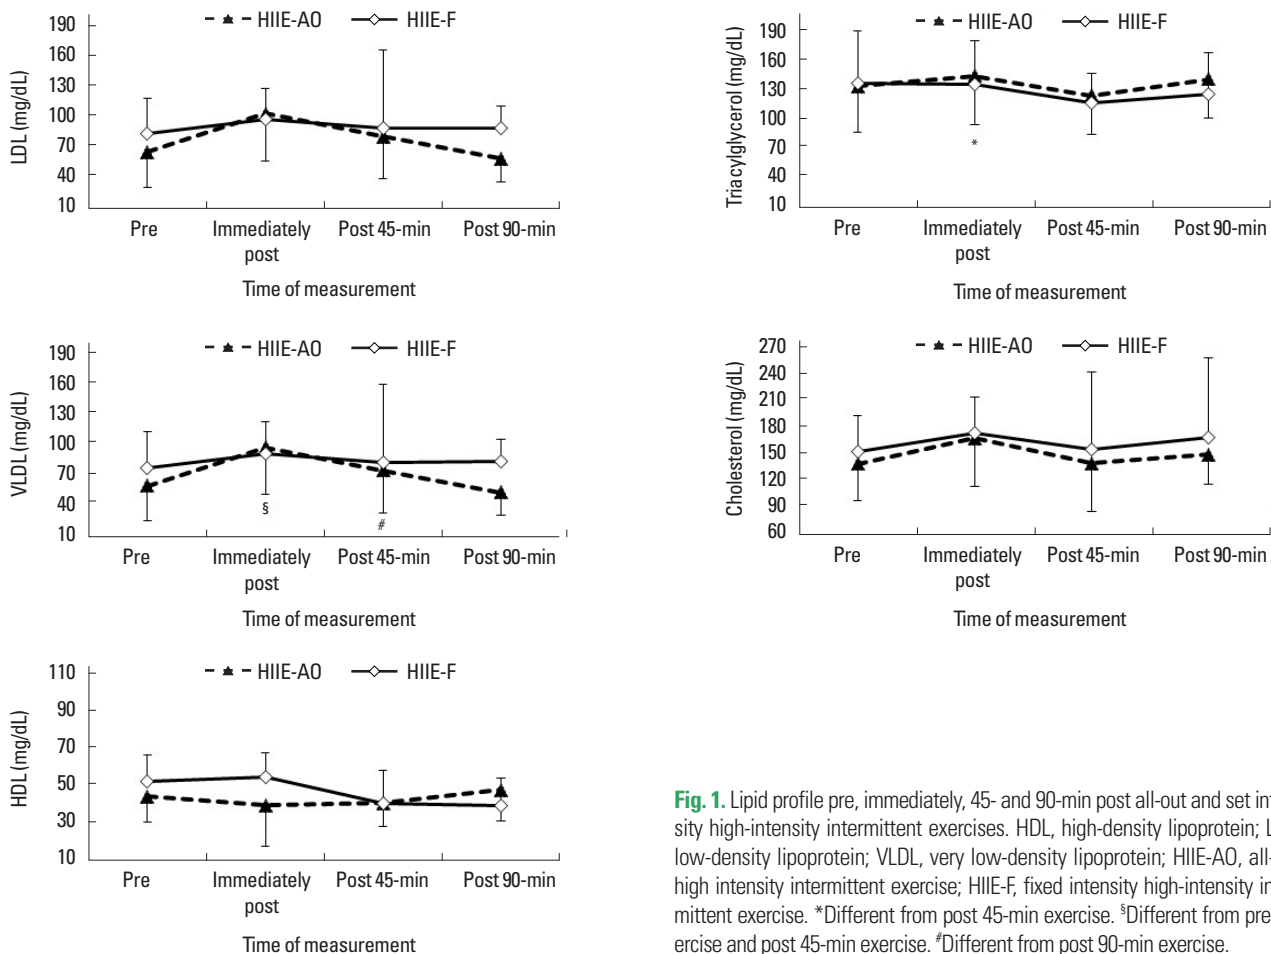 HIIE-AO HIIE-F
LDL (mg/dL)
190
160
130
100
70
40
10
Pre Immediately post Post 45-min Post 90-min
Time of measurement
HIIE-AO HIIE-F
VLDL (mg/dL)
190
160
130
100
70
40
10
§ #
Pre Immediately post Post 45-min Post 90-min
Time of measurement
HIIE-AO HIIE-F
HDL (mg/dL)
110
90
70
50
30
10
Pre Immediately post Post 45-min Post 90-min
Time of measurement
HIIE-AO HIIE-F
Triacylglycerol (mg/dL)
190
160
130
100
70
40
10
*
Pre Immediately post Post 45-min Post 90-min
Time of measurement
HIIE-AO HIIE-F
Cholesterol (mg/dL)
270
240
210
180
150
120
90
60
Pre Immediately post Post 45-min Post 90-min
Time of measurement
Fig. 1. Lipid profile pre, immediately, 45- and 90-min post all-out and set int
sity high-intensity intermittent exercises. HDL, high-density lipoprotein; L
low-density lipoprotein; VLDL, very low-density lipoprotein; HIIE-AO, all-
high intensity intermittent exercise; HIIE-F, fixed intensity high-intensity in
mittent exercise. *Different from post 45-min exercise. §Different from pre
ercise and post 45-min exercise. #Different from post 90-min exercise.